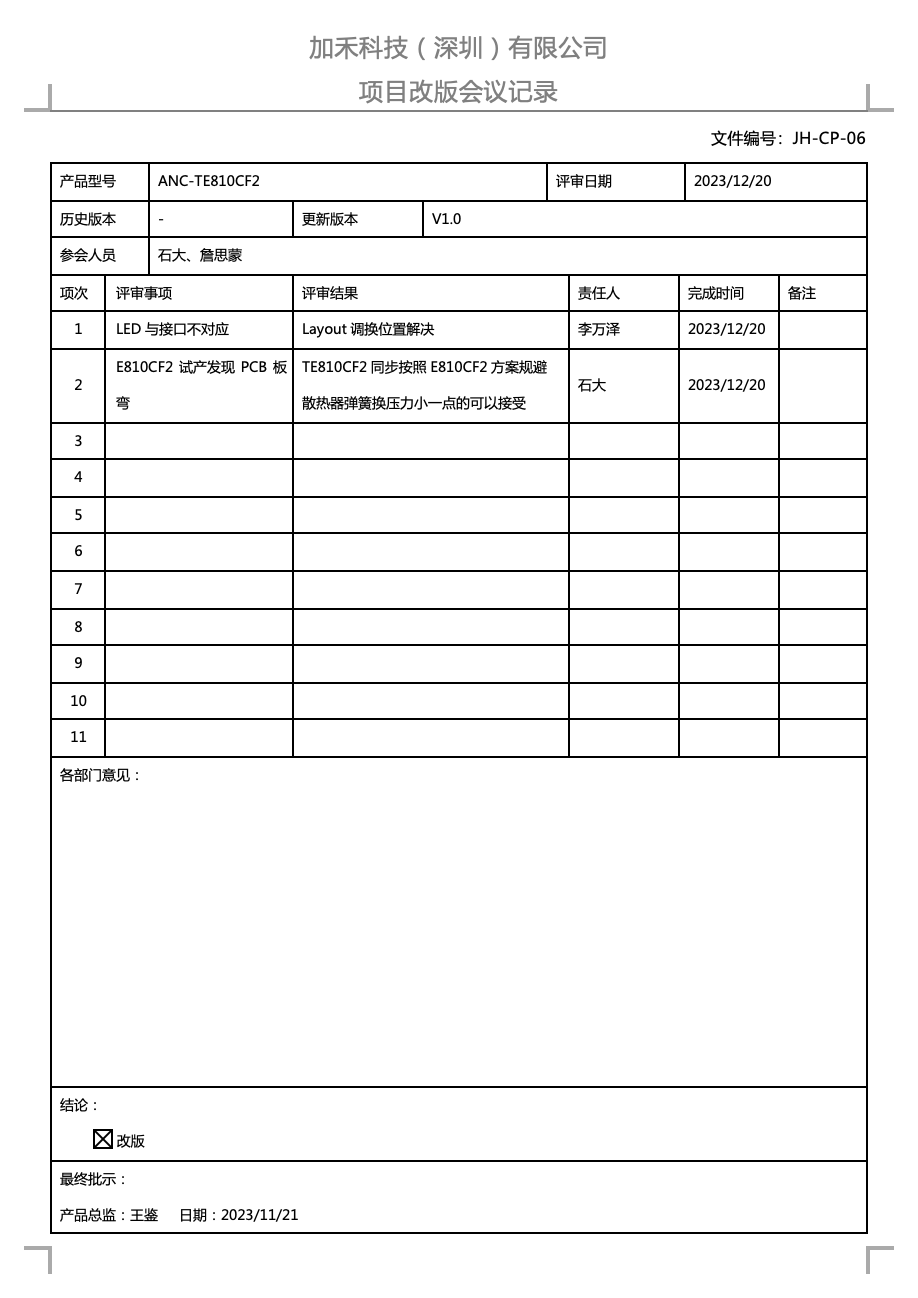 加禾科技（深圳）有限公司
项目改版会议记录
文件编号：JH-CP-06
产品型号 ANC-TE810CF2 评审日期 2023/12/20
历史版本 - 更新版本 V1.0
参会人员 石大、詹思蒙
项次 评审事项 评审结果 责任人 完成时间 备注
1 LED 与接口不对应 Layout 调换位置解决 李万泽 2023/12/20
2 E810CF2 试产发现 PCB 板弯 TE810CF2 同步按照 E810CF2 方案规避 散热器弹簧换压力小一点的可以接受 石大 2023/12/20
3
4
5
6
7
8
9
10
11
各部门意见：
结论：
改版
最终批示：
产品总监：王鉴 日期：2023/11/21